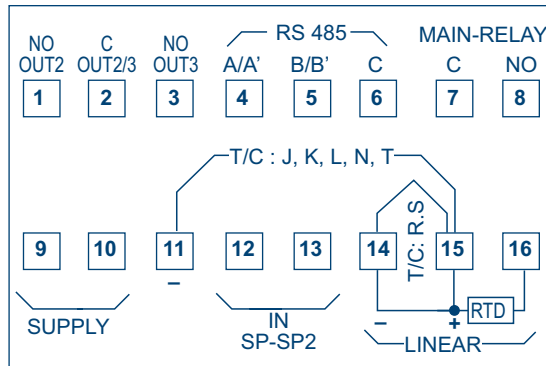 RS 485 MAIN-RELAY
NO C NO A/A' B/B' C C NO
OUT2 OUT2/3 OUT3
1 2 3 4 5 6 7 8
T/C : J, K, L, N, T
T/C: R.S
9 10 11 12 13 14 15 16
–
RTD
– +
SUPPLY IN LINEAR
SP-SP2